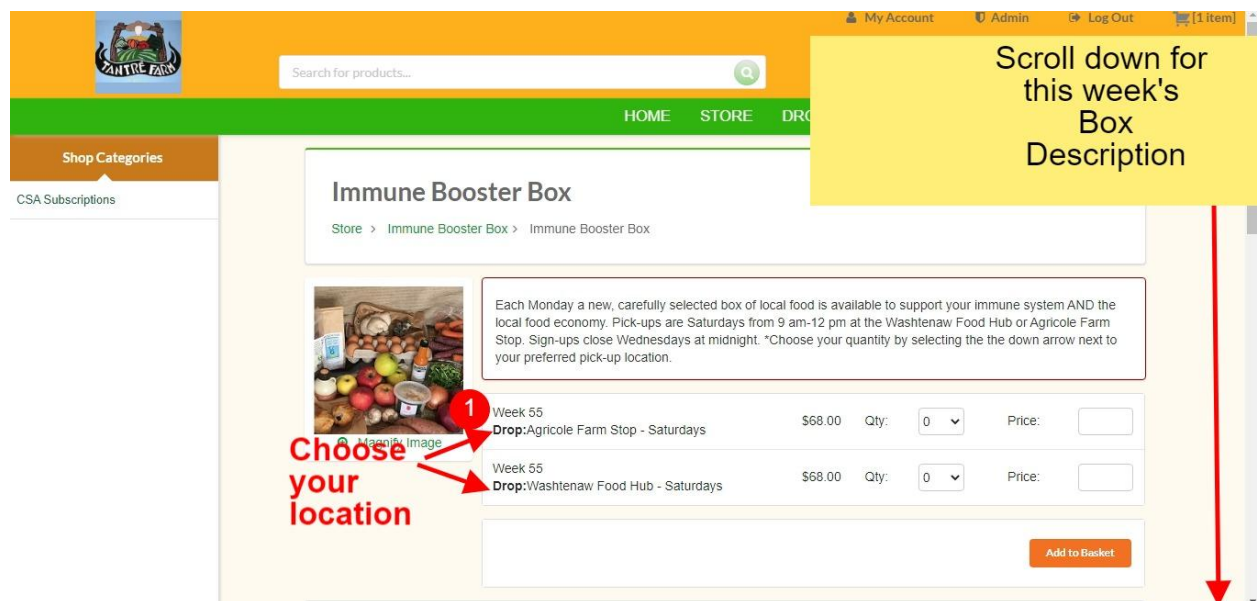 My Account Admin Log Out [1 item]
TANTRÉ FARM
Search for products...
Scroll down for
this week's
Box
Description
HOME STORE
Shop Categories
CSA Subscriptions
Immune Booster Box
Store > Immune Booster Box > Immune Booster Box
Each Monday a new, carefully selected box of local food is available to support your immune system AND the
local food economy. Pick-ups are Saturdays from 9 am-12 pm at the Washtenaw Food Hub or Agricole Farm
Stop. Sign-ups close Wednesdays at midnight. *Choose your quantity by selecting the the down arrow next to
your preferred pick-up location.
Magnify Image
1
Choose
your
location
Week 55
Drop:Agricole Farm Stop - Saturdays $68.00 Qty: 0 Price:
Week 55
Drop:Washtenaw Food Hub - Saturdays $68.00 Qty: 0 Price:
Add to Basket